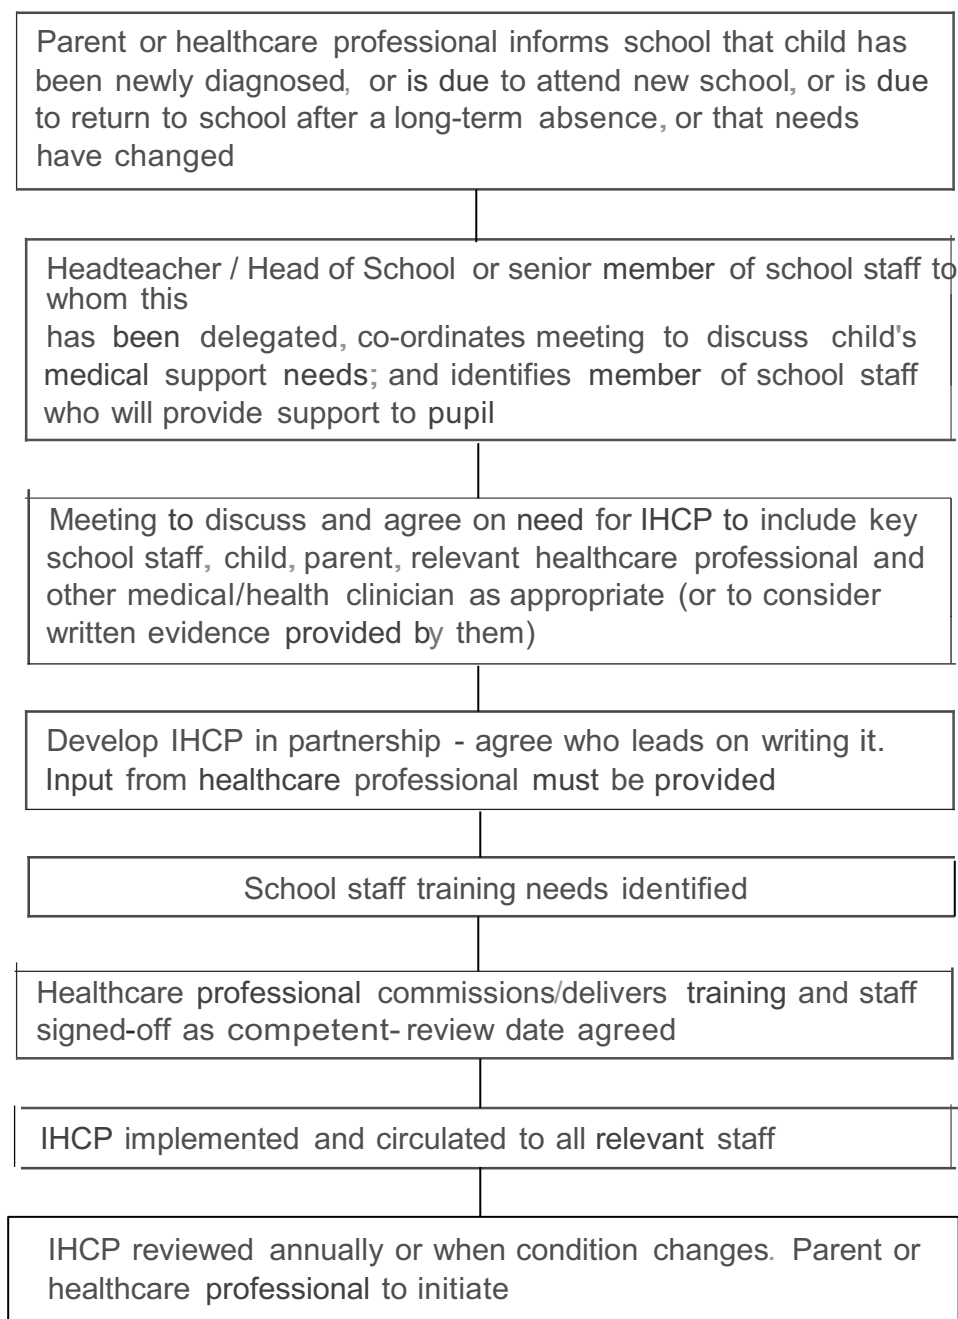 Parent or healthcare professional informs school that child has
been newly diagnosed, or is due to attend new school, or is due
to return to school after a long-term absence, or that needs
have changed
Headteacher / Head of School or senior member of school staff to
whom this
has been delegated, co-ordinates meeting to discuss child's
medical support needs; and identifies member of school staff
who will provide support to pupil
Meeting to discuss and agree on need for IHCP to include key
school staff, child, parent, relevant healthcare professional and
other medical/health clinician as appropriate (or to consider
written evidence provided by them)
Develop IHCP in partnership - agree who leads on writing it.
Input from healthcare professional must be provided
School staff training needs identified
Healthcare professional commissions/delivers training and staff
signed-off as competent- review date agreed
IHCP implemented and circulated to all relevant staff
IHCP reviewed annually or when condition changes. Parent or
healthcare professional to initiate